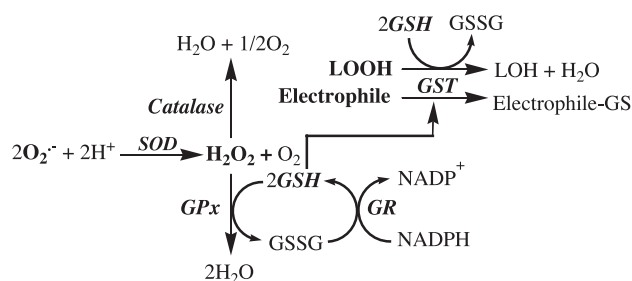 2GSH GSSG
H₂O + 1/2O₂
LOOH LOH + H₂O
GST
Electrophile Electrophile-GS
Catalase
2O₂·⁻ + 2H⁺ SOD H₂O₂ + O₂
2GSH NADP⁺
GPx GR
GSSG NADPH
2H₂O